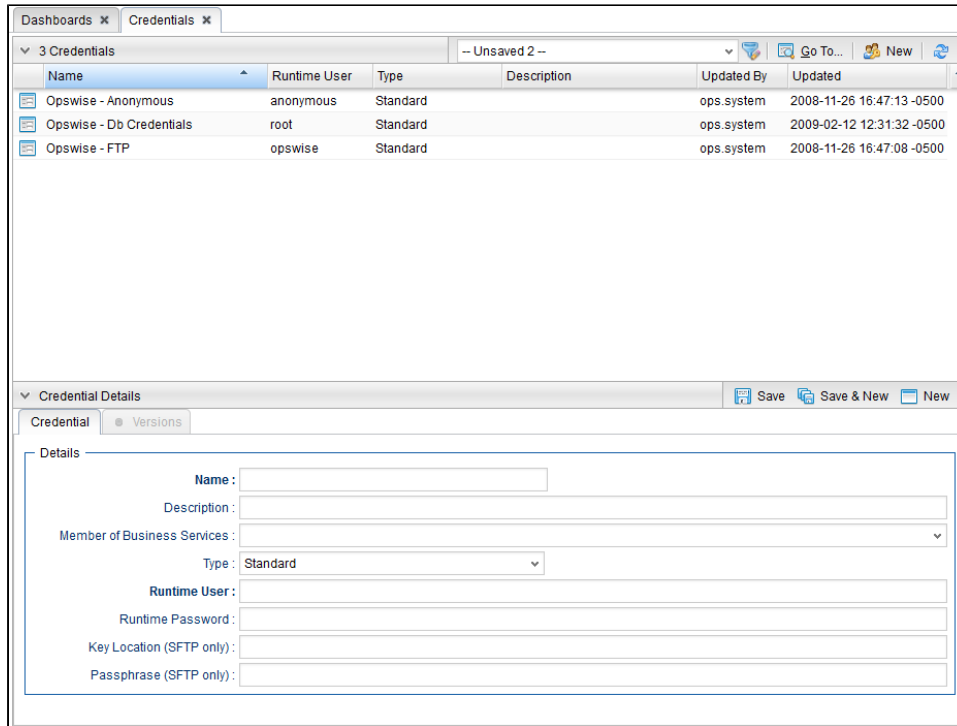 Dashboards Credentials
3 Credentials -- Unsaved 2 -- Go To... New
Name Runtime User Type Description Updated By Updated
Opswise - Anonymous anonymous Standard ops.system 2008-11-26 16:47:13 -0500
Opswise - Db Credentials root Standard ops.system 2009-02-12 12:31:32 -0500
Opswise - FTP opswise Standard ops.system 2008-11-26 16:47:08 -0500
Credential Details Save Save & New New
Credential Versions
Details
Name :
Description :
Member of Business Services :
Type : Standard
Runtime User :
Runtime Password :
Key Location (SFTP only) :
Passphrase (SFTP only) :